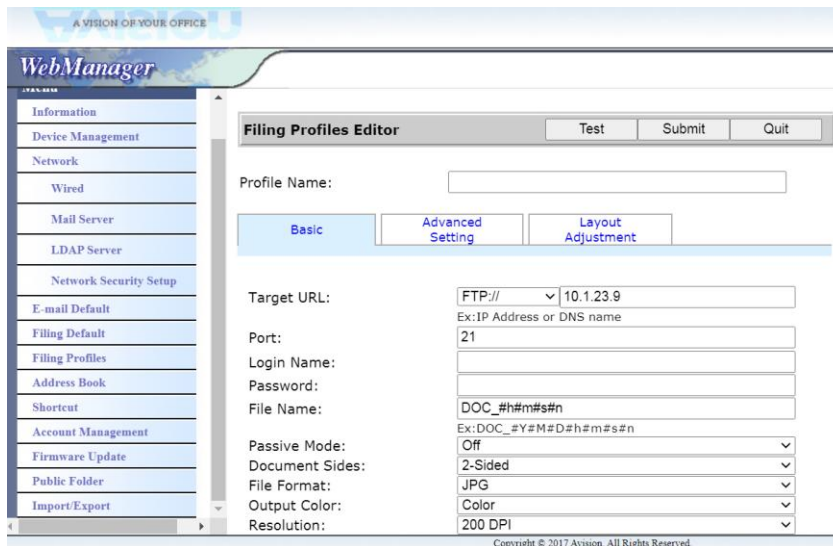 A VISION OF YOUR OFFICE
WebManager
Menu
Information
Device Management
Network
Wired
Mail Server
LDAP Server
Network Security Setup
E-mail Default
Filing Default
Filing Profiles
Address Book
Shortcut
Account Management
Firmware Update
Public Folder
Import/Export
Filing Profiles Editor Test Submit Quit
Profile Name:
Basic
Advanced
Setting
Layout
Adjustment
Target URL: FTP:// 10.1.23.9
Ex:IP Address or DNS name
Port: 21
Login Name:
Password:
File Name: DOC_#h#m#s#n
Ex:DOC_#Y#M#D#h#m#s#n
Passive Mode: Off
Document Sides: 2-Sided
File Format: JPG
Output Color: Color
Resolution: 200 DPI
Copyright © 2017 Avision. All Rights Reserved.